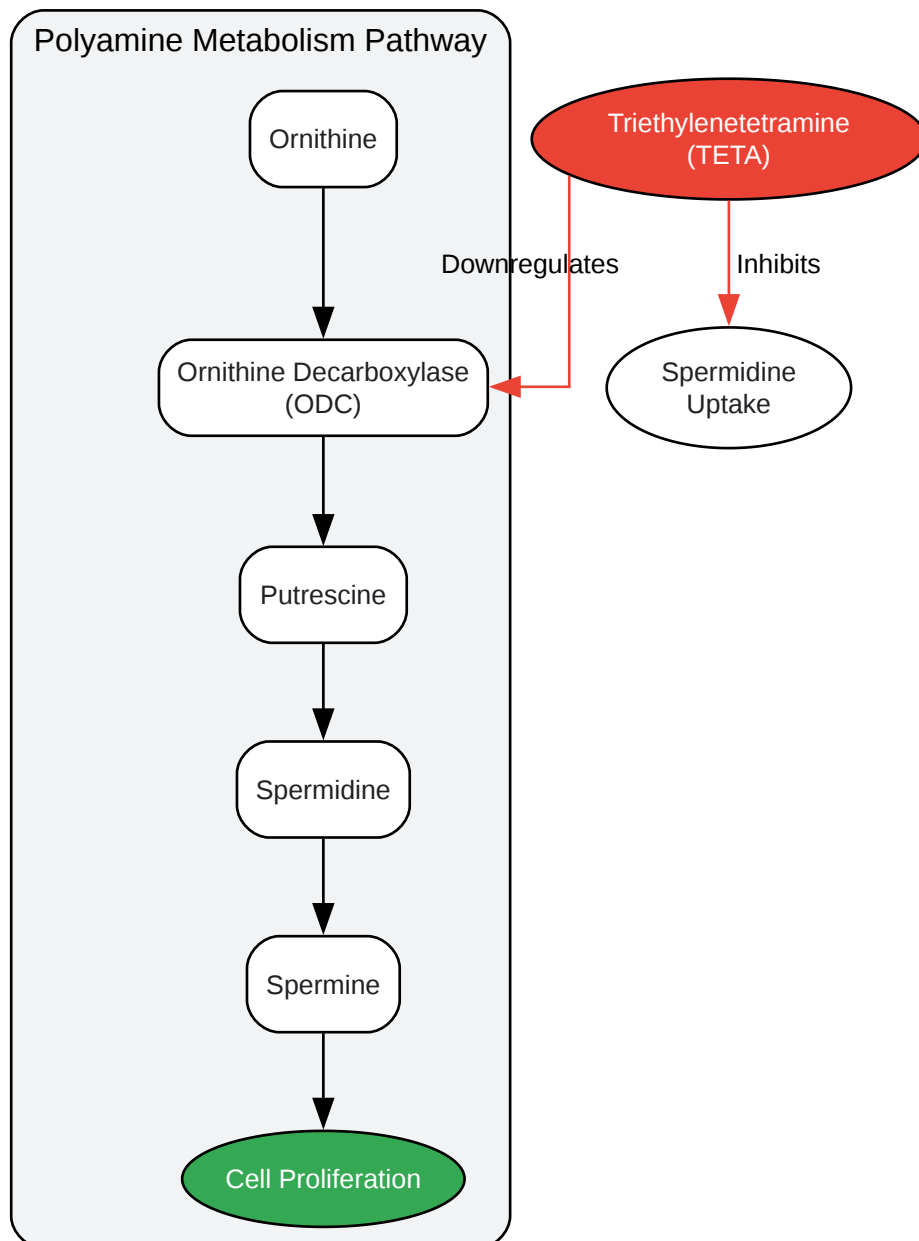 Polyamine Metabolism Pathway
Ornithine
Triethylenetetramine
(TETA)
Downregulates
Inhibits
Ornithine Decarboxylase
(ODC)
Spermidine
Uptake
Putrescine
Spermidine
Spermine
Cell Proliferation